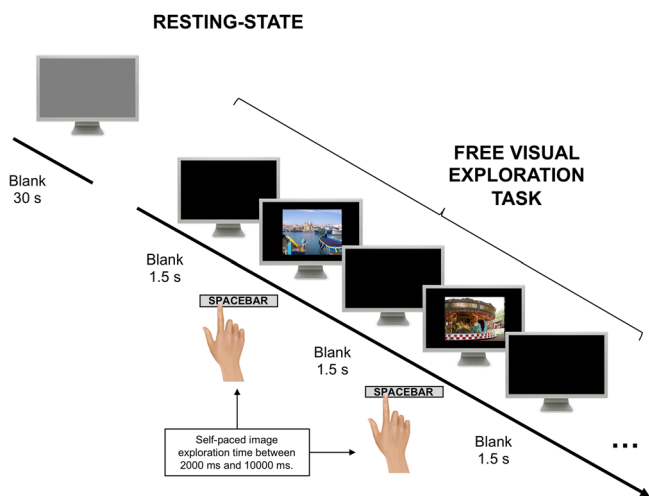 RESTING-STATE
Blank
30 s
FREE VISUAL
EXPLORATION
TASK
Blank
1.5 s
SPACEBAR
Blank
1.5 s
SPACEBAR
Self-paced image
exploration time between
2000 ms and 10000 ms.
Blank
1.5 s
...